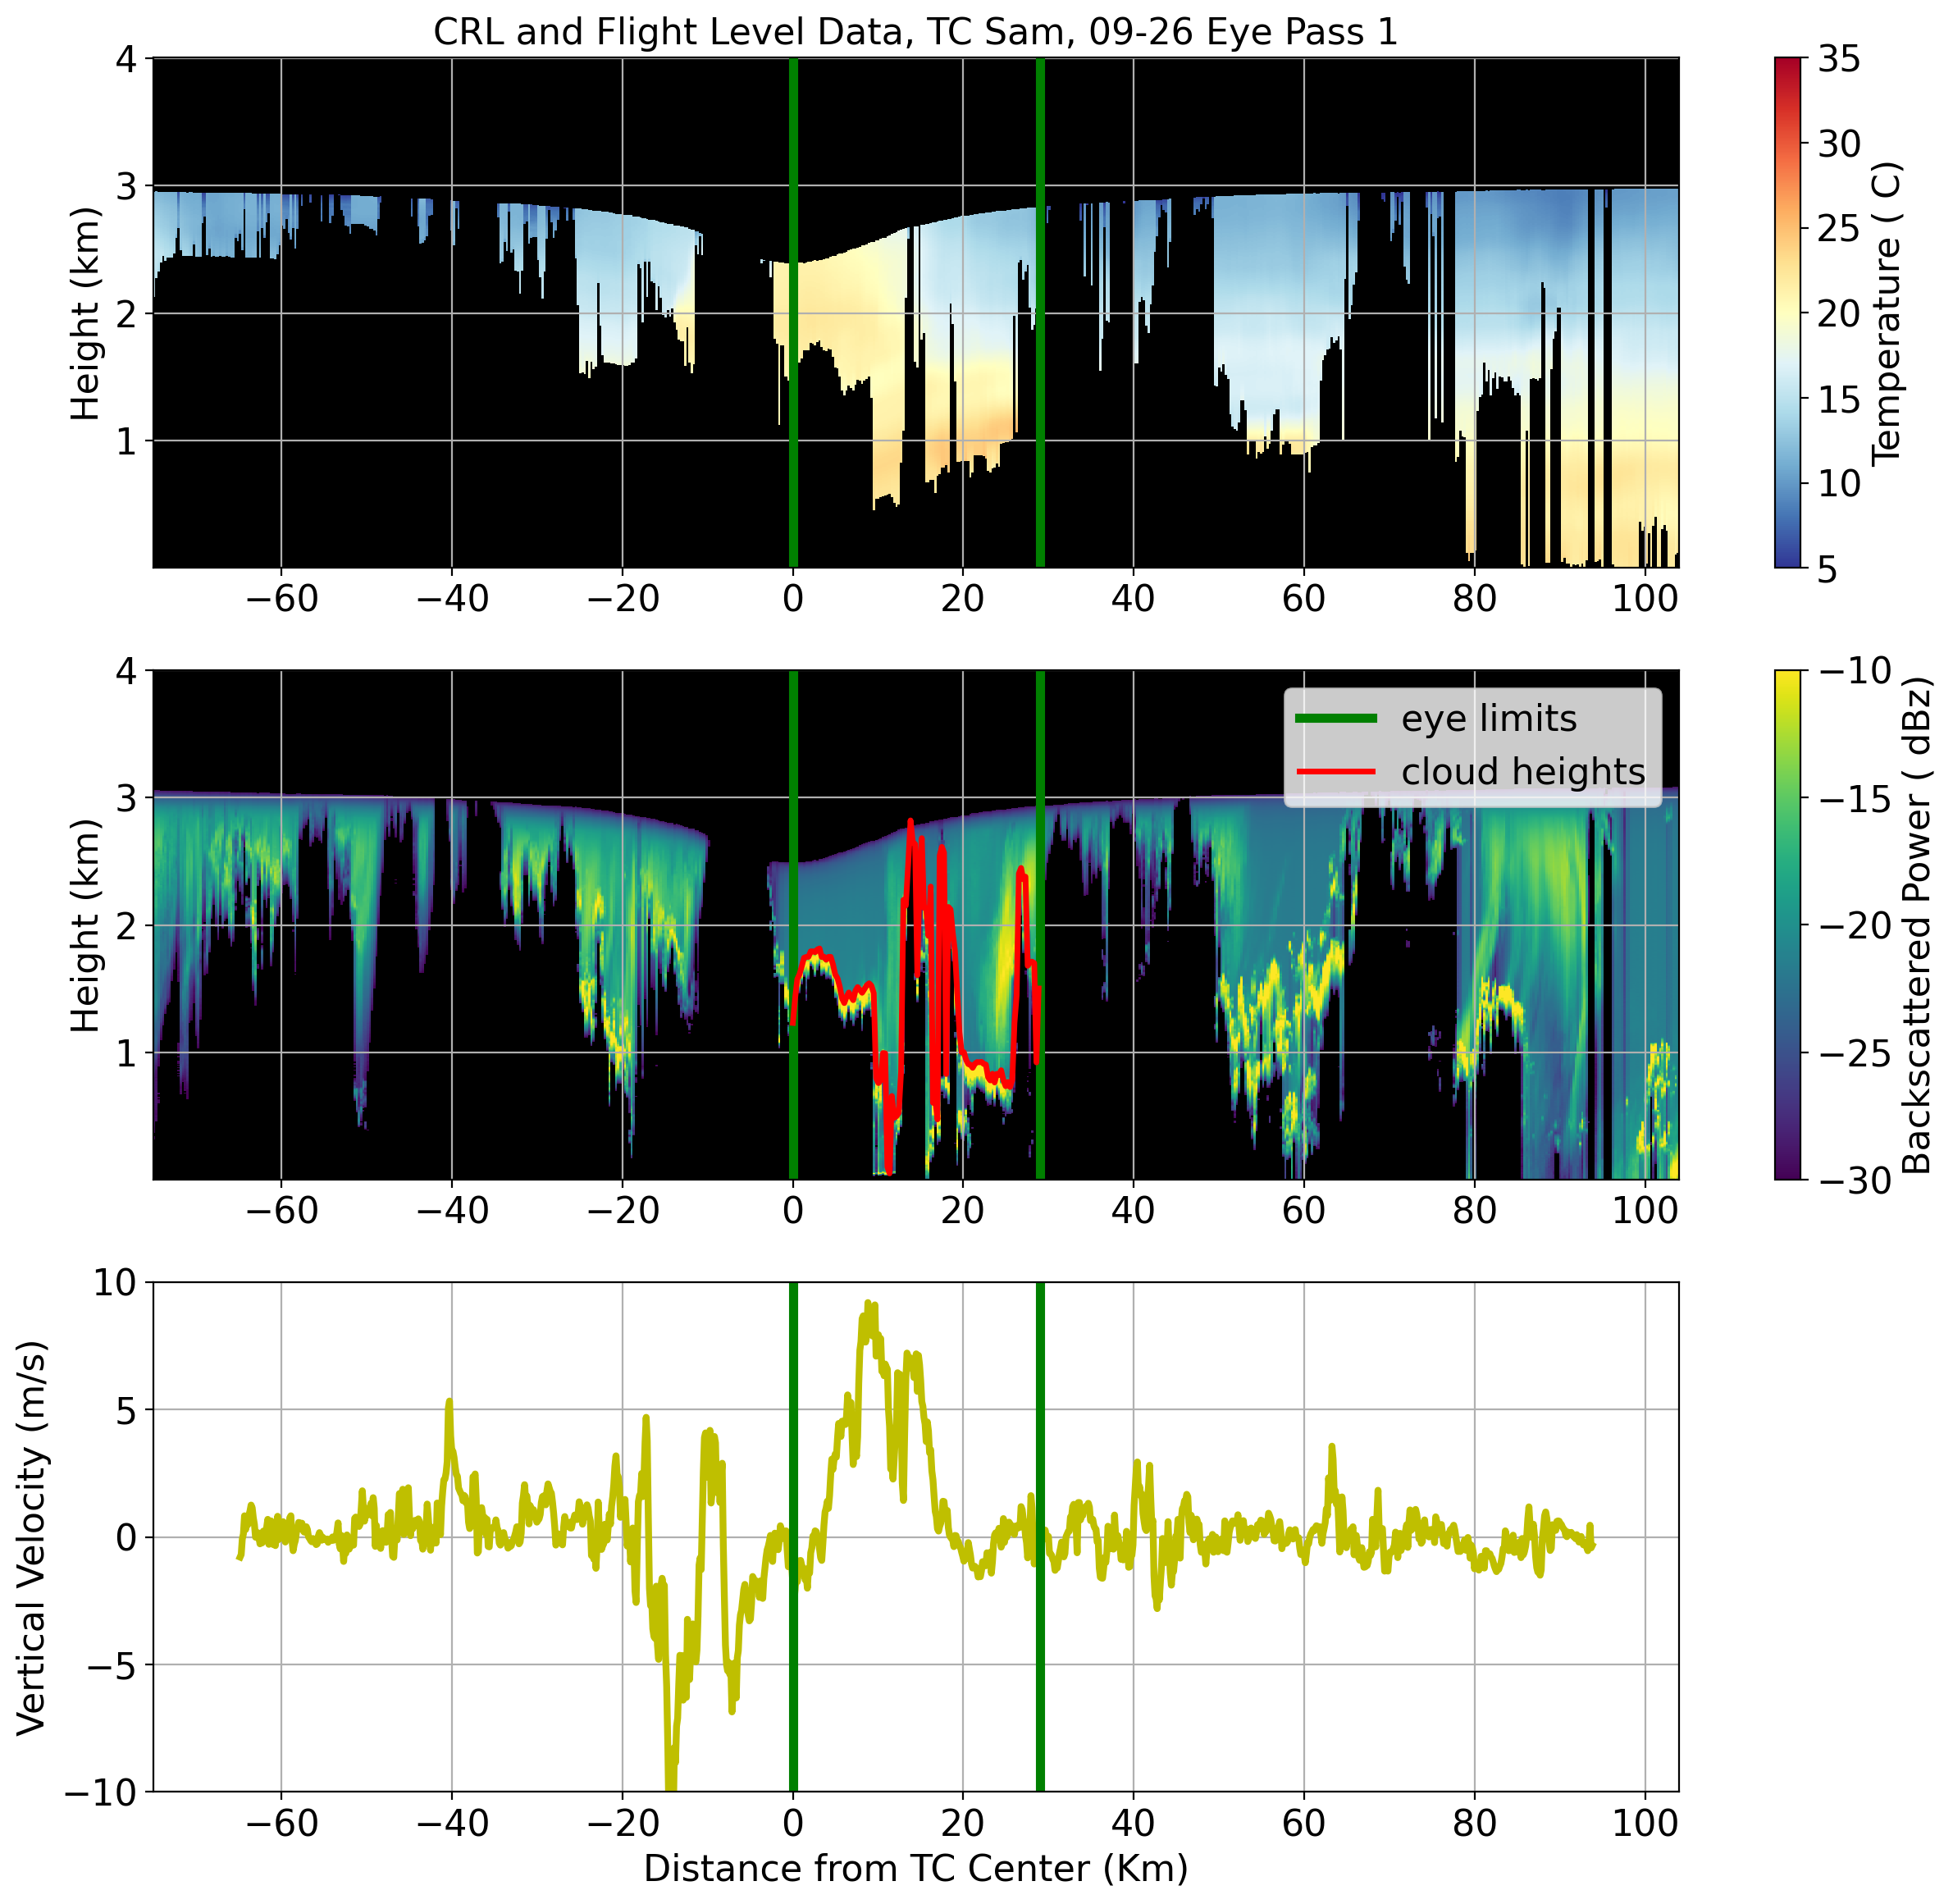 CRL and Flight Level Data, TC Sam, 09-26 Eye Pass 1
4
3
2
1
Height (km)
−60 −40 −20 0 20 40 60 80 100
35
30
25
20
15
10
5
Temperature ( C)
4
3
2
1
Height (km)
eye limits
cloud heights
−60 −40 −20 0 20 40 60 80 100
−10
−15
−20
−25
−30
Backscattered Power ( dBz)
10
5
0
−5
−10
Vertical Velocity (m/s)
−60 −40 −20 0 20 40 60 80 100
Distance from TC Center (Km)